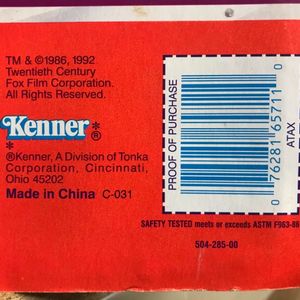 TM & ©1986, 1992
Twentieth Century
Fox Film Corporation.
All Rights Reserved.
Kenner®
®Kenner, A Division of Tonka
Corporation, Cincinnati,
Ohio 45202
Made in China C-031
PROOF OF PURCHASE
0 76281 65711 0
ATAX
SAFETY TESTED meets or exceeds ASTM F963-
504-285-00